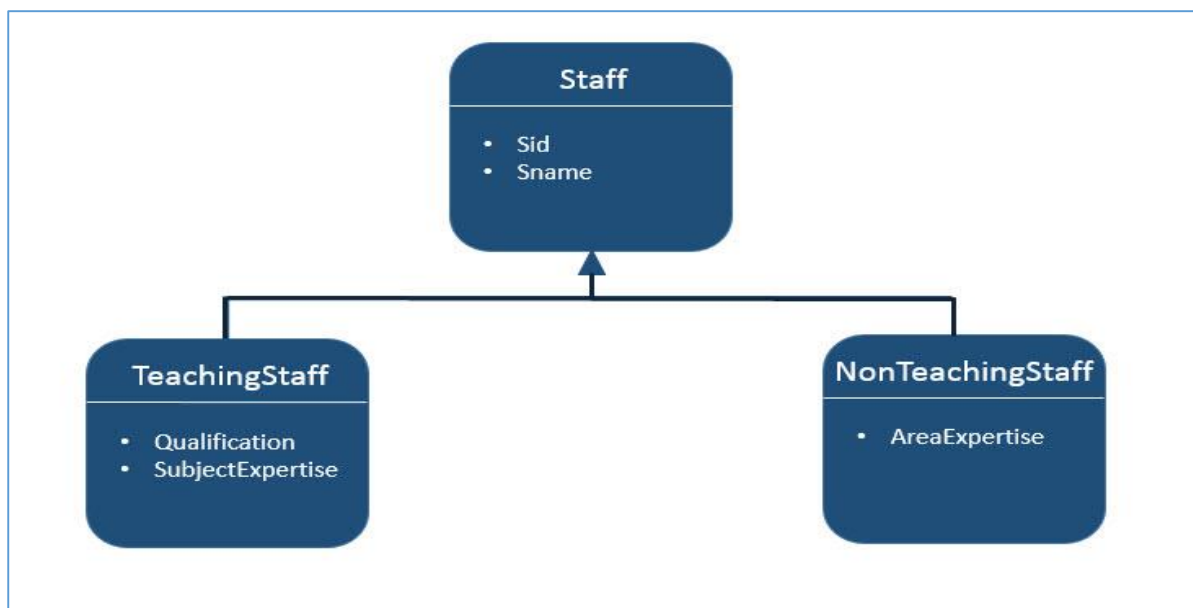 Staff
• Sid
• Sname
TeachingStaff
• Qualification
• SubjectExpertise
NonTeachingStaff
• AreaExpertise